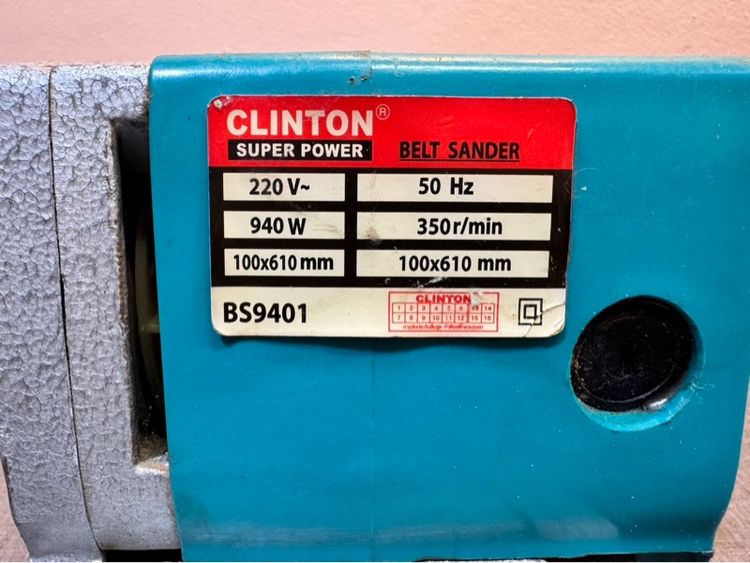 CLINTON®
SUPER POWER BELT SANDER
220 V~ 50 Hz
940 W 350r/min
100x610 mm 100x610 mm
BS9401
CLINTON
1 2 3 4 5 6 13 14
7 8 9 10 11 12 15 16